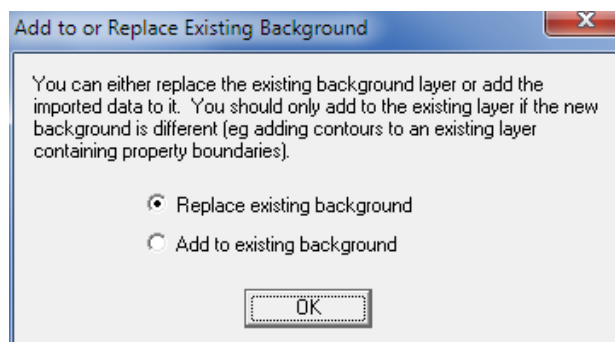 Add to or Replace Existing Background
You can either replace the existing background layer or add the
imported data to it.  You should only add to the existing layer if the new
background is different (eg adding contours to an existing layer
containing property boundaries).
Replace existing background
Add to existing background
OK